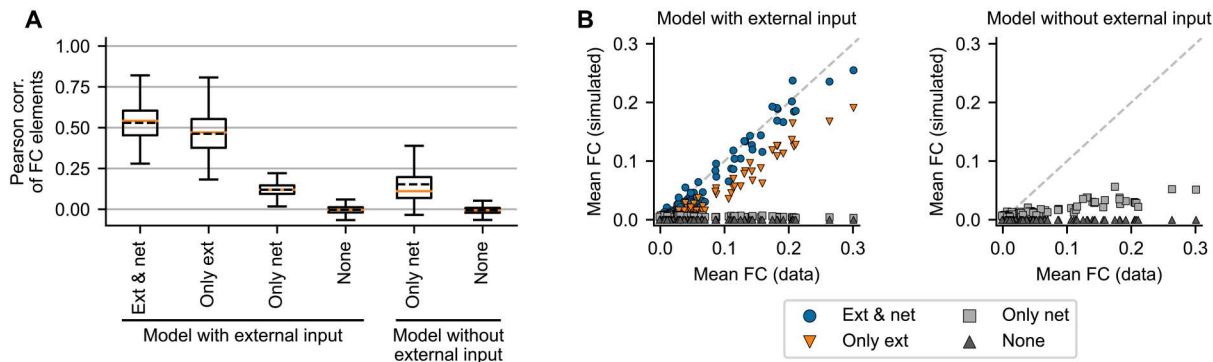 A
Pearson corr.
of FC elements
1.00
0.75
0.50
0.25
0.00
Ext & net
Only ext
Only net
None
Only net
None
Model with external input
Model without
external input
B
Model with external input
Mean FC (simulated)
0.3
0.2
0.1
0.0
0.0 0.1 0.2 0.3
Mean FC (data)
Model without external input
Mean FC (simulated)
0.3
0.2
0.1
0.0
0.0 0.1 0.2 0.3
Mean FC (data)
Ext & net
Only ext
Only net
None